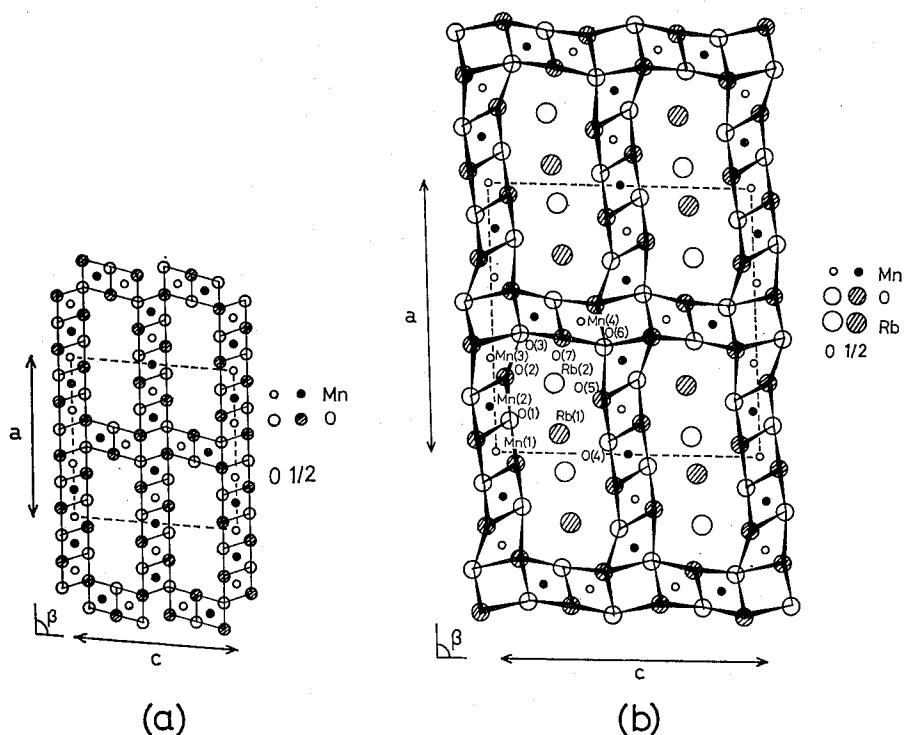 a
β
c
Mn
O
0 1/2
(a)
a
β
c
Mn(4)
O(6)
O(3)
O(7)
Mn(3)
O(2)
Rb(2)
O(5)
Mn(2)
O(1)
Rb(1)
Mn(1)
O(4)
Mn
O
Rb
0 1/2
(b)